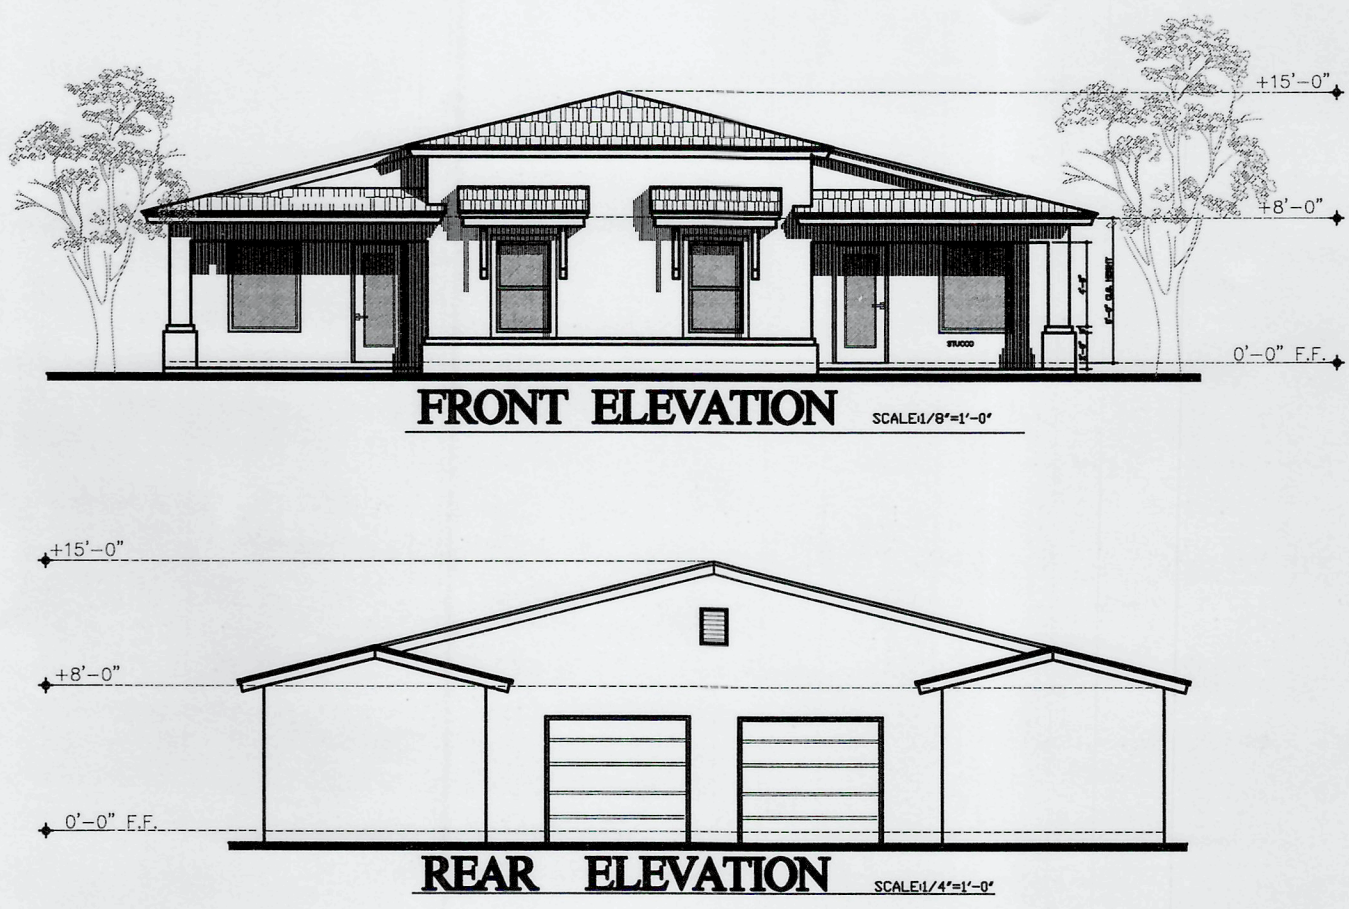 +15'-0"
+8'-0"
STUCCO
0'-0" F.F.
FRONT ELEVATION SCALE:1/8"=1'-0"
+15'-0"
+8'-0"
0'-0" F.F.
REAR ELEVATION SCALE:1/4"=1'-0"